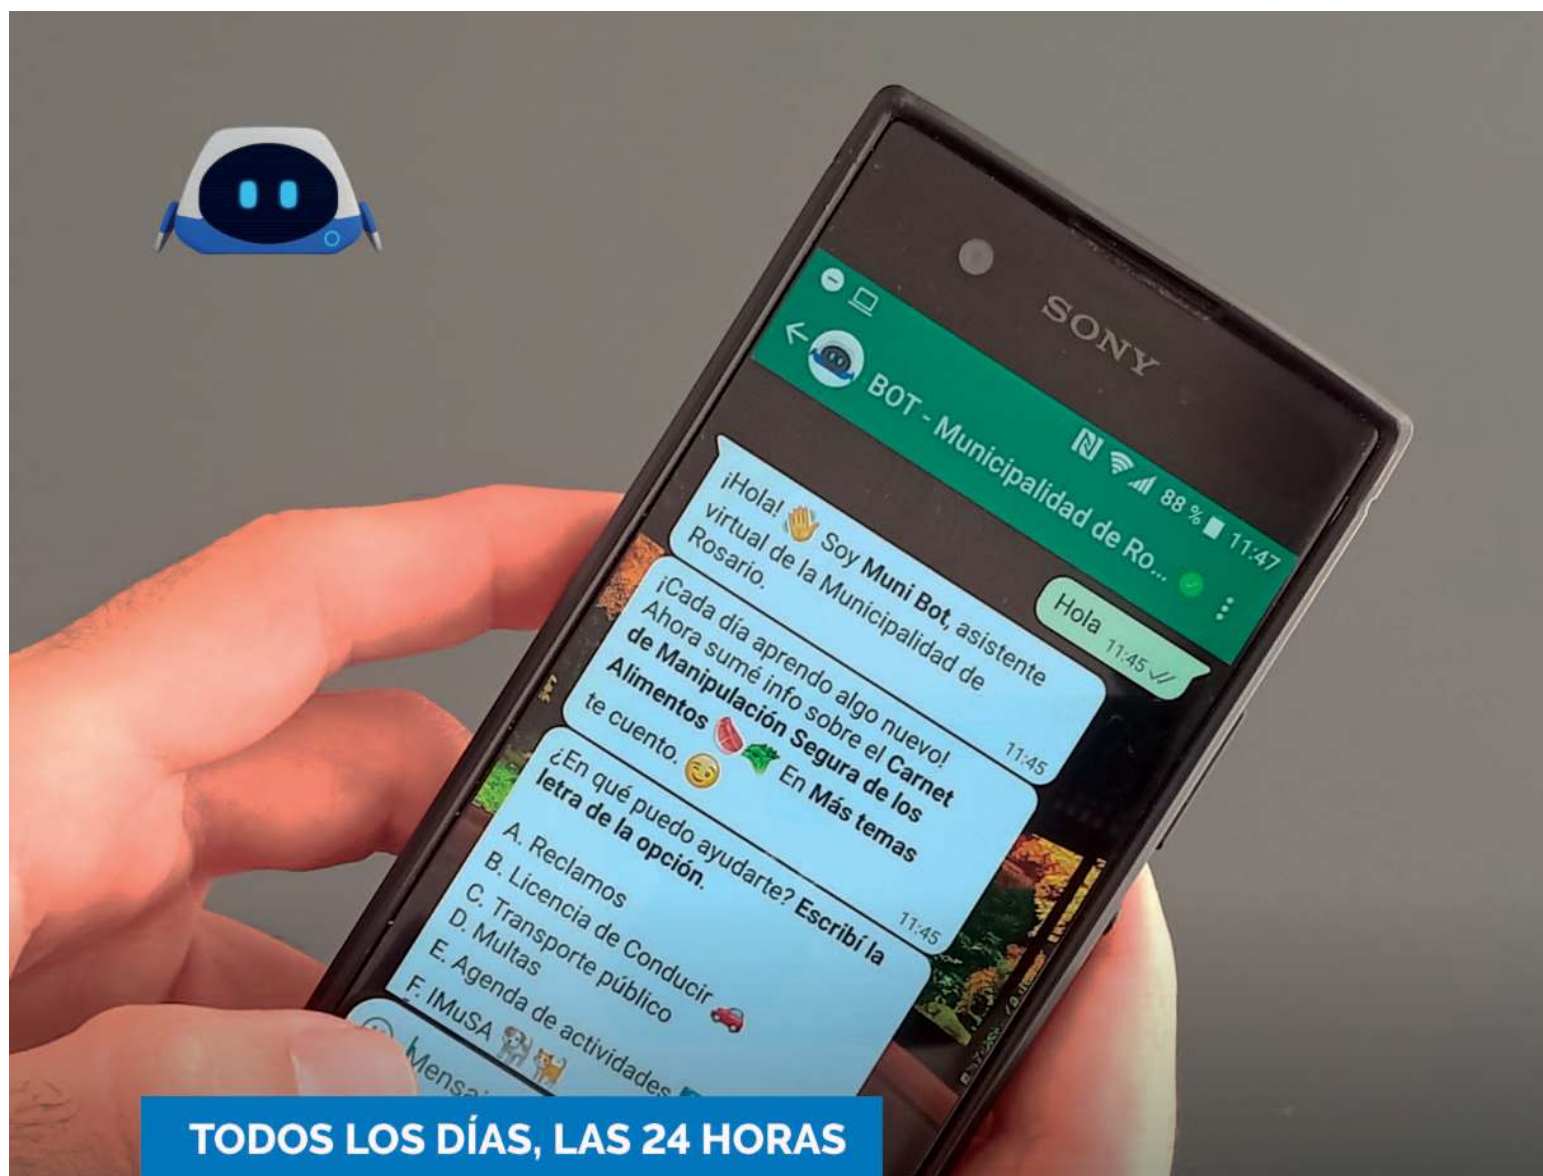 SONY
88 % 11:47
BOT - Municipalidad de Ro...
Hola 11:45
¡Hola! 👋 Soy Muni Bot, asistente
virtual de la Municipalidad de
Rosario.
11:45
¡Cada día aprendo algo nuevo!
Ahora sumé info sobre el Carnet
de Manipulación Segura de los
Alimentos 🥩🥦 En Más temas
te cuento. 😉
11:45
¿En qué puedo ayudarte? Escribí la
letra de la opción.
A. Reclamos
B. Licencia de Conducir 🚗
C. Transporte público
D. Multas
E. Agenda de actividades
F. IMuSA 🐕🐈
TODOS LOS DÍAS, LAS 24 HORAS